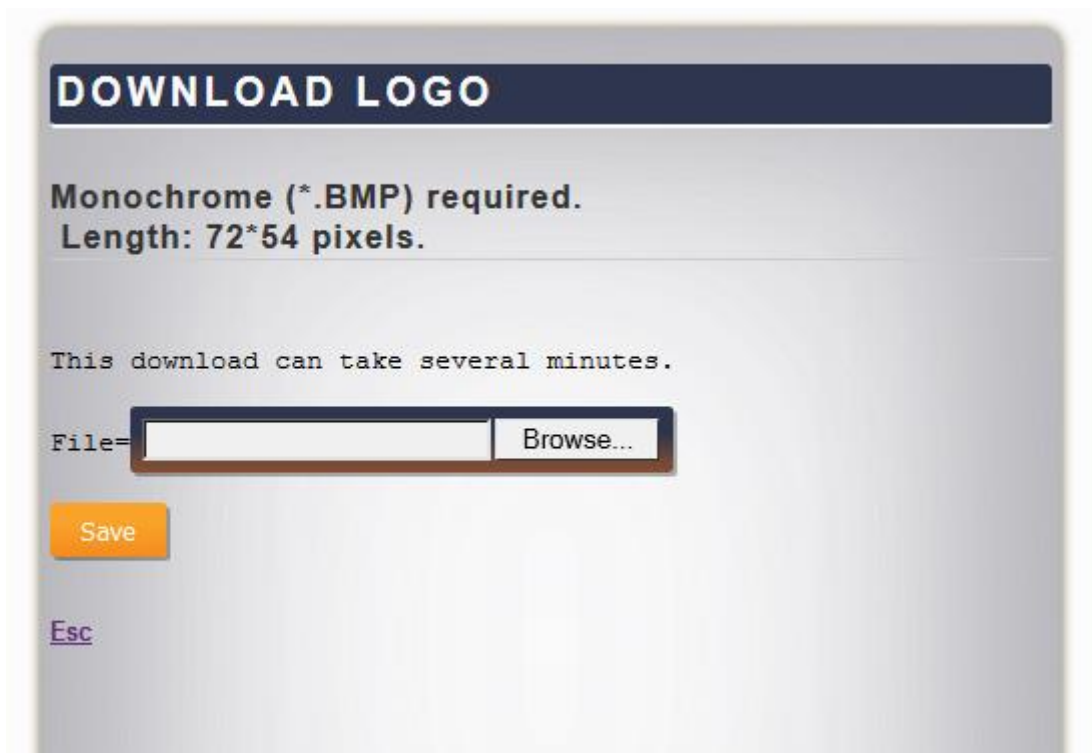 DOWNLOAD LOGO
Monochrome (*.BMP) required.
Length: 72*54 pixels.
This download can take several minutes.
File= Browse...
Save
Esc